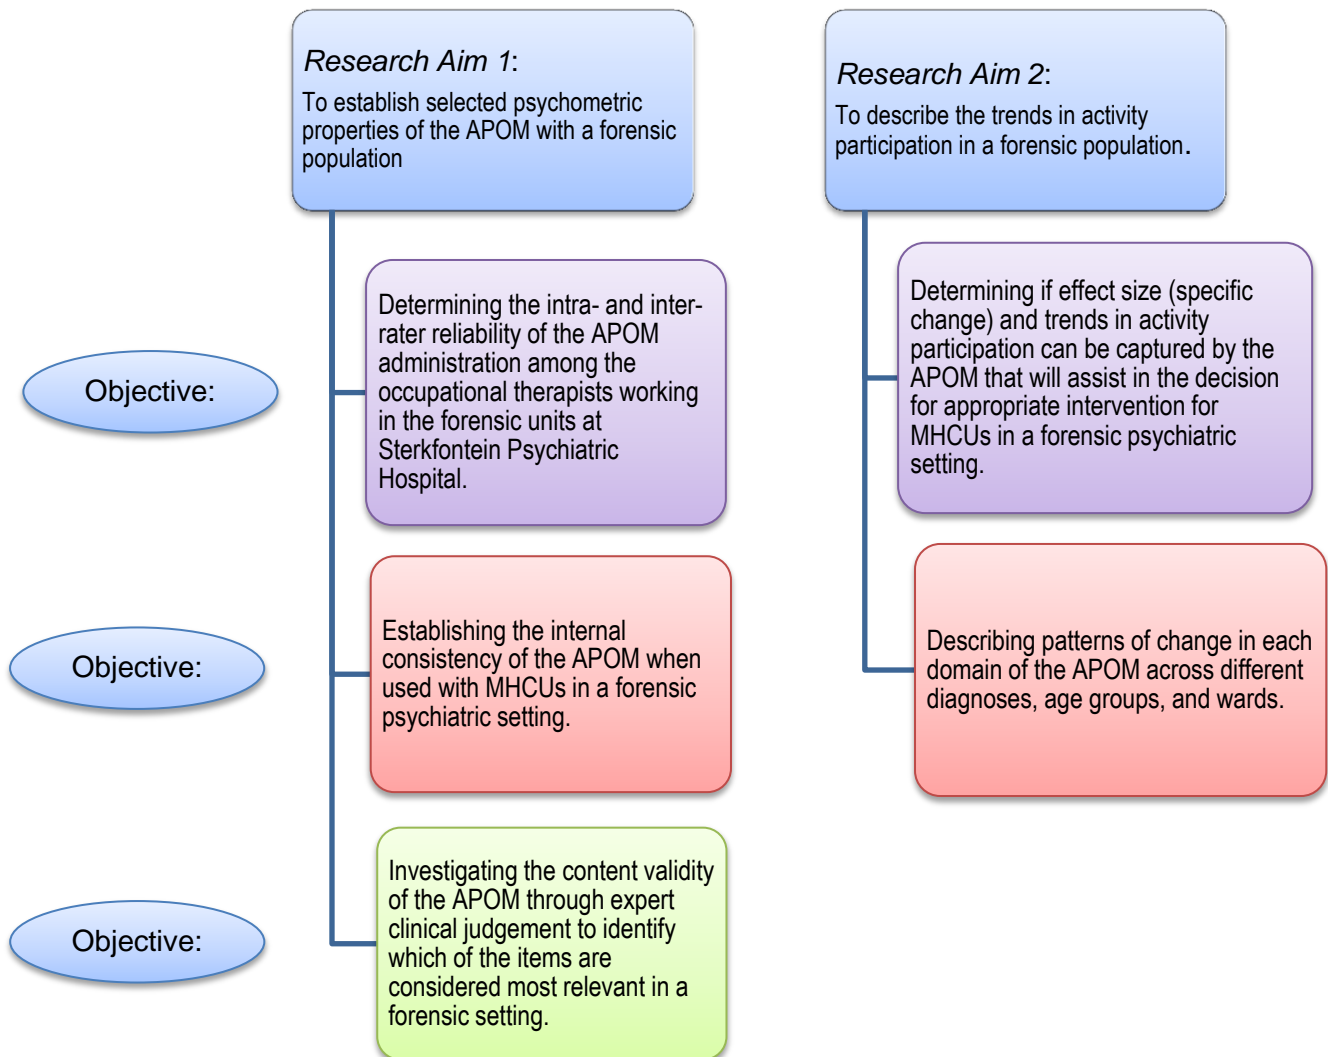 Research Aim 1:
To establish selected psychometric
properties of the APOM with a forensic
population
Research Aim 2:
To describe the trends in activity
participation in a forensic population.
Objective:
Determining the intra- and inter-
rater reliability of the APOM
administration among the
occupational therapists working
in the forensic units at
Sterkfontein Psychiatric
Hospital.
Determining if effect size (specific
change) and trends in activity
participation can be captured by the
APOM that will assist in the decision
for appropriate intervention for
MHCUs in a forensic psychiatric
setting.
Objective:
Establishing the internal
consistency of the APOM when
used with MHCUs in a forensic
psychiatric setting.
Describing patterns of change in each
domain of the APOM across different
diagnoses, age groups, and wards.
Objective:
Investigating the content validity
of the APOM through expert
clinical judgement to identify
which of the items are
considered most relevant in a
forensic setting.